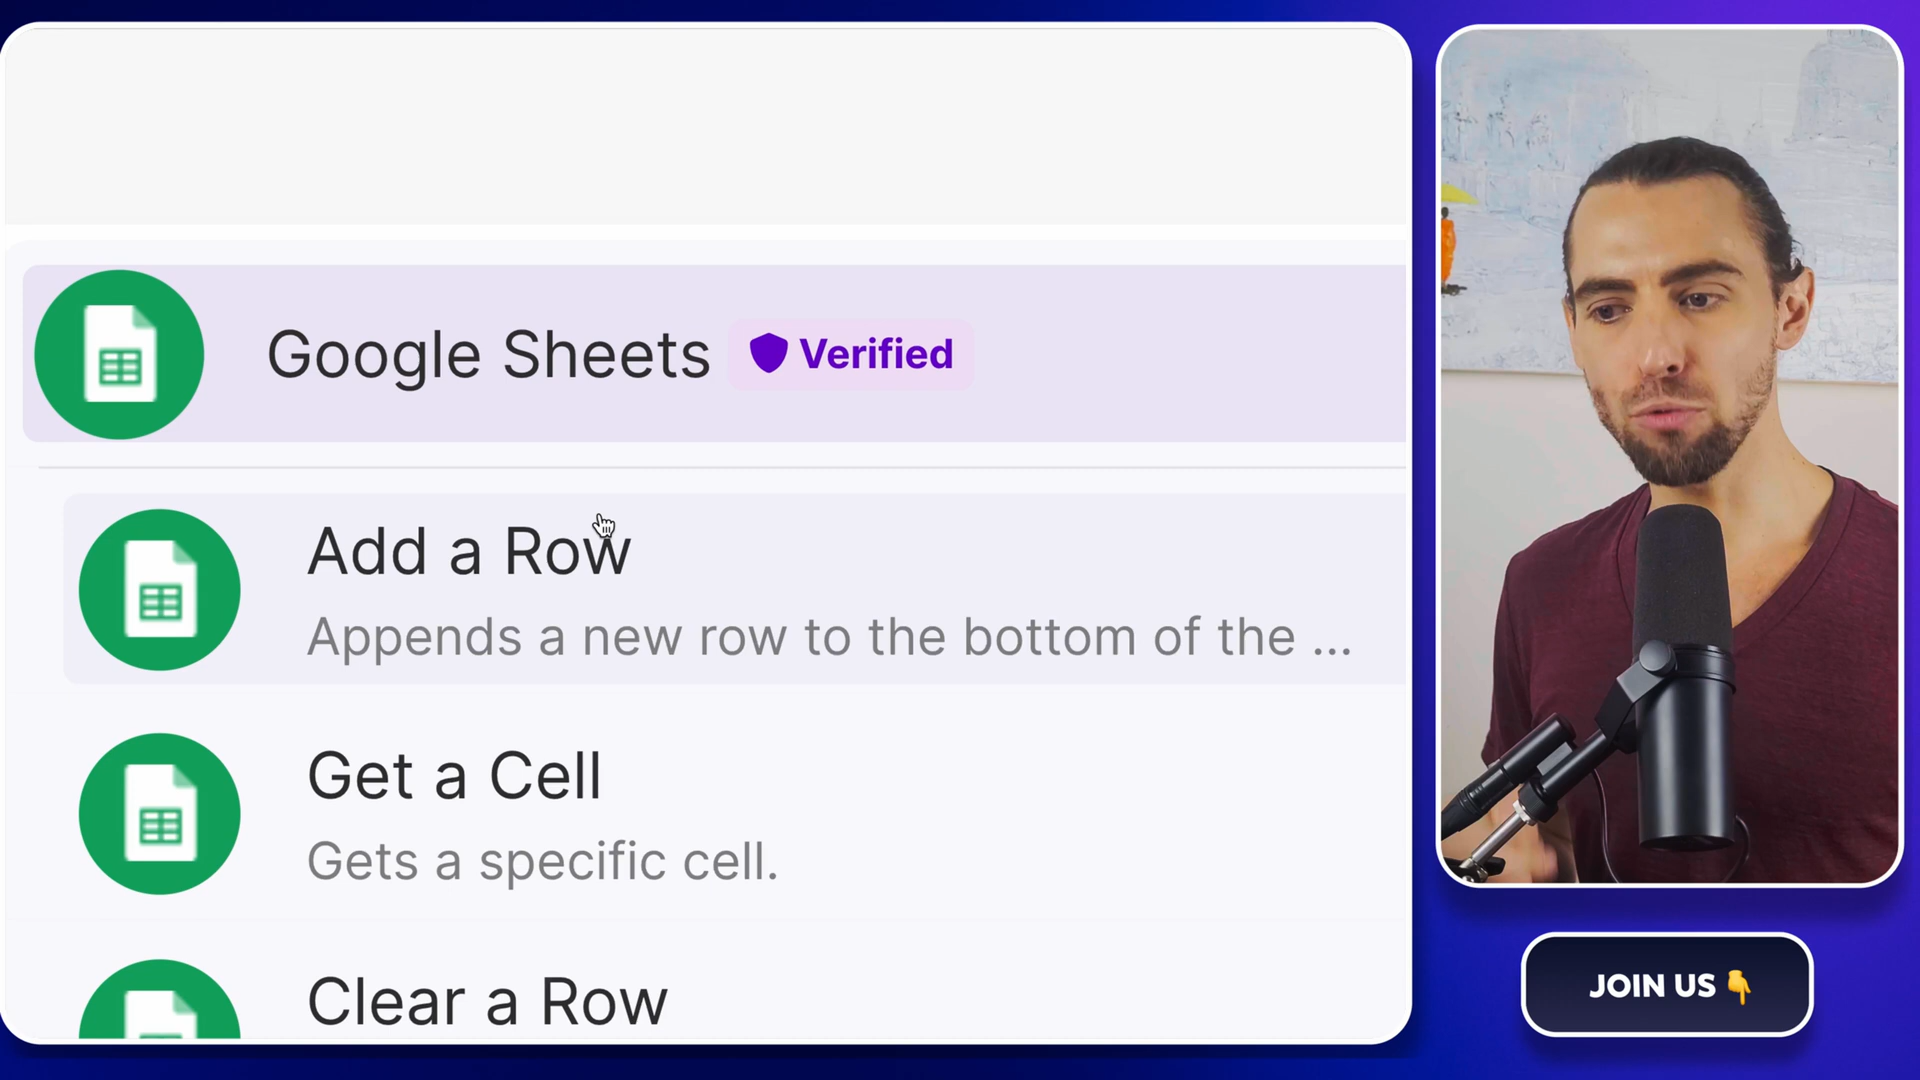 Google Sheets
Verified
Add a Row
Appends a new row to the bottom of the ...
Get a Cell
Gets a specific cell.
Clear a Row
JOIN US 👇